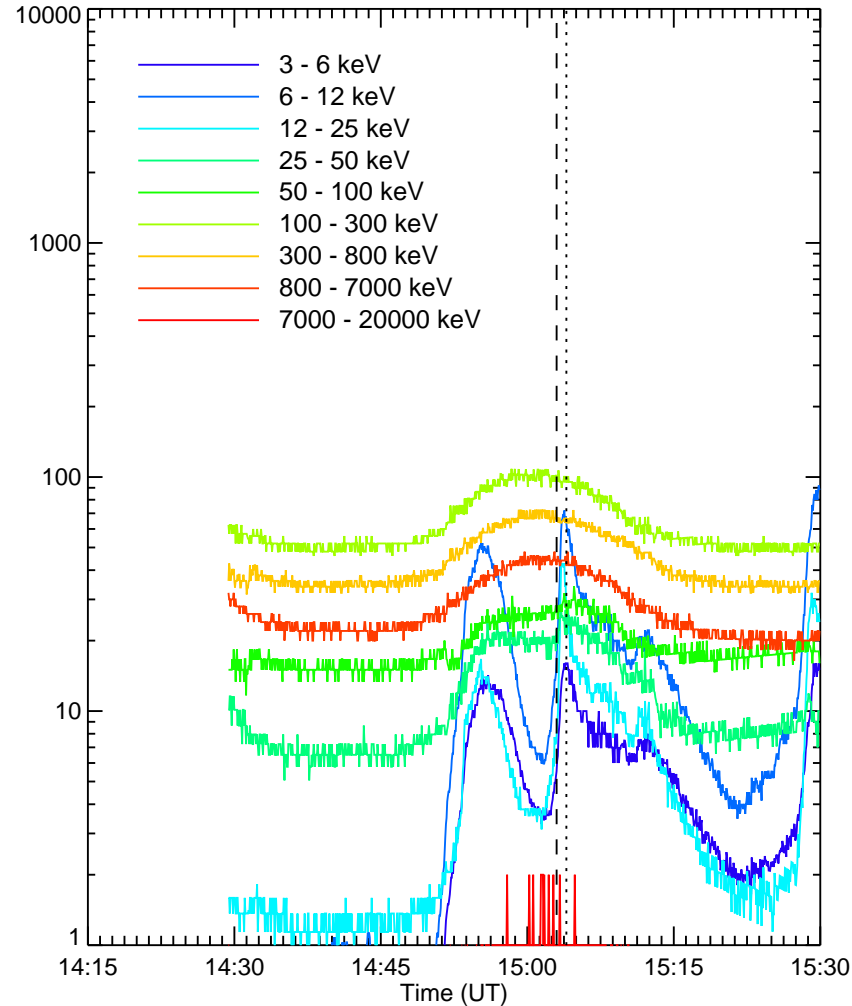 10000
1000
100
10
1
3 - 6 keV
6 - 12 keV
12 - 25 keV
25 - 50 keV
50 - 100 keV
100 - 300 keV
300 - 800 keV
800 - 7000 keV
7000 - 20000 keV
14:15 14:30 14:45 15:00 15:15 15:30
Time (UT)